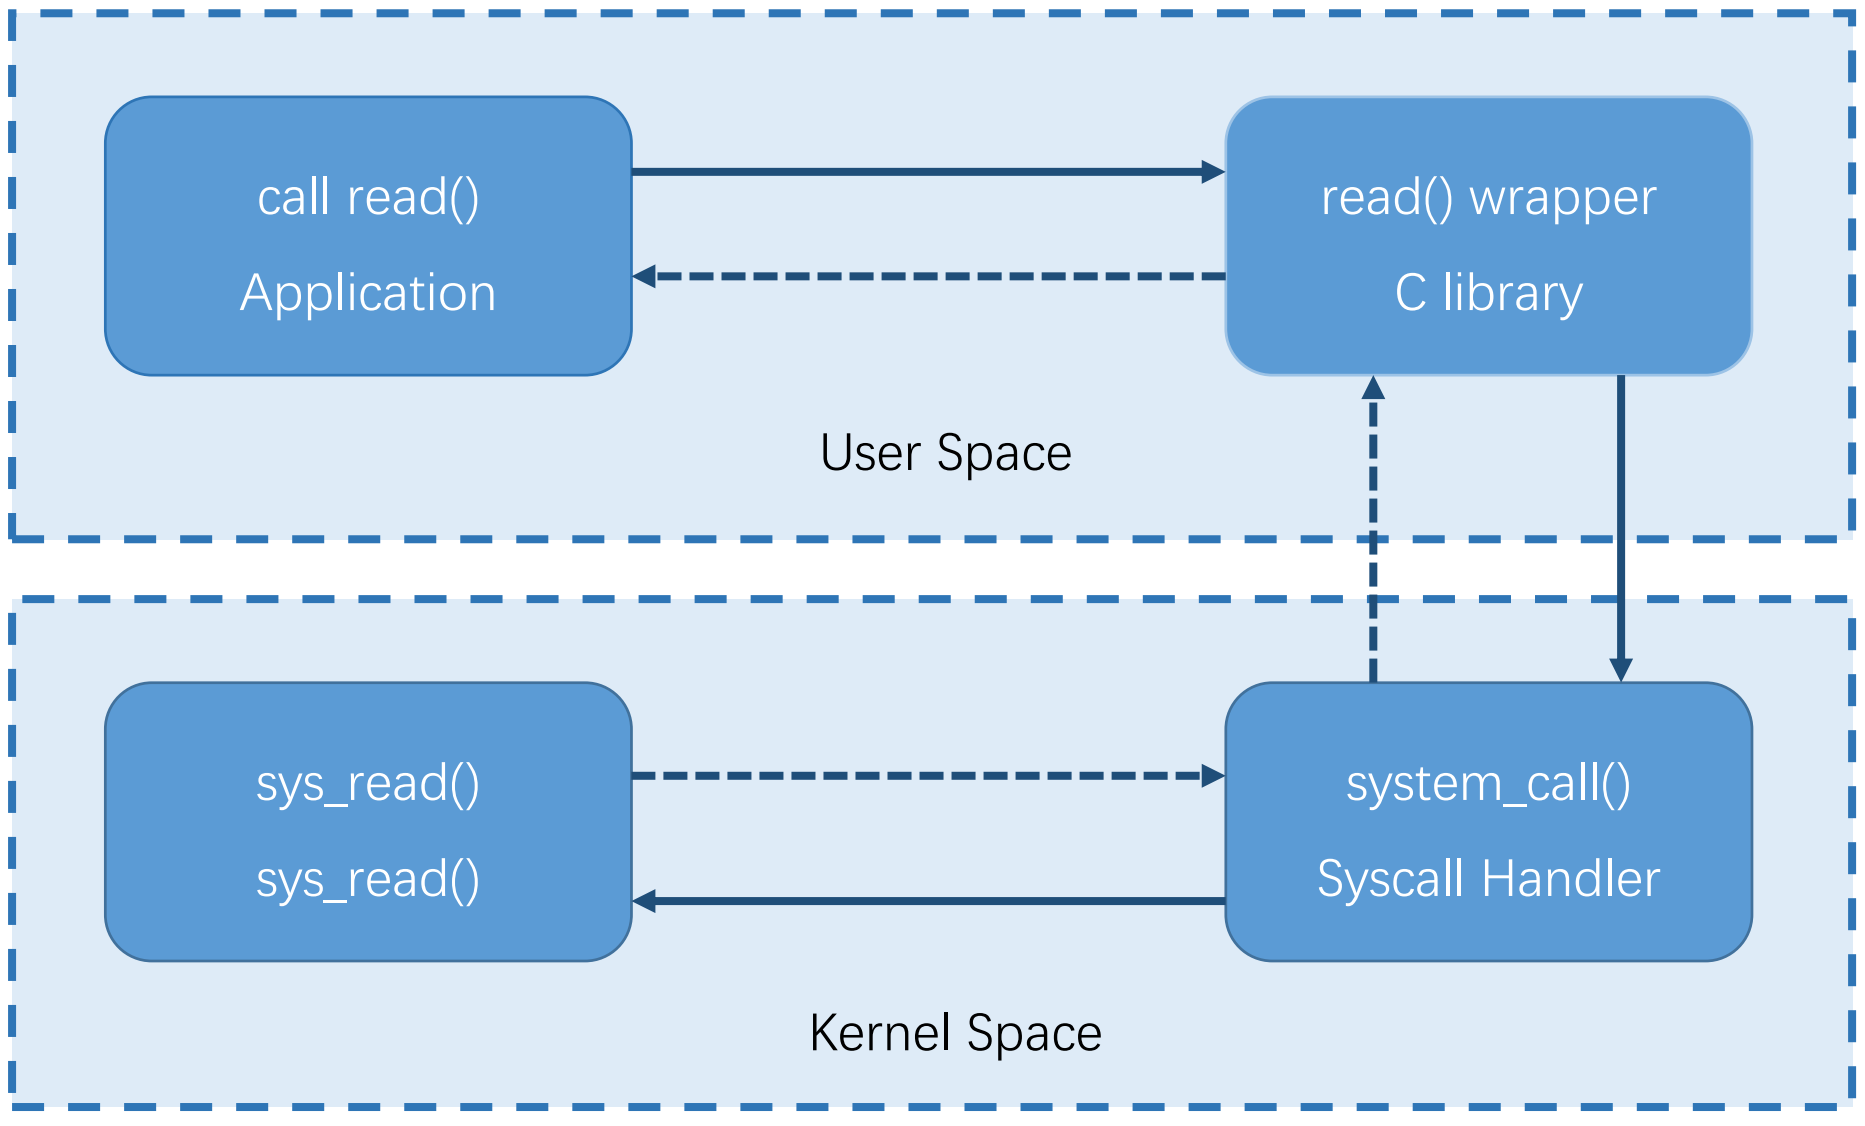 call read()
Application
read() wrapper
C library
User Space
sys_read()
sys_read()
system_call()
Syscall Handler
Kernel Space